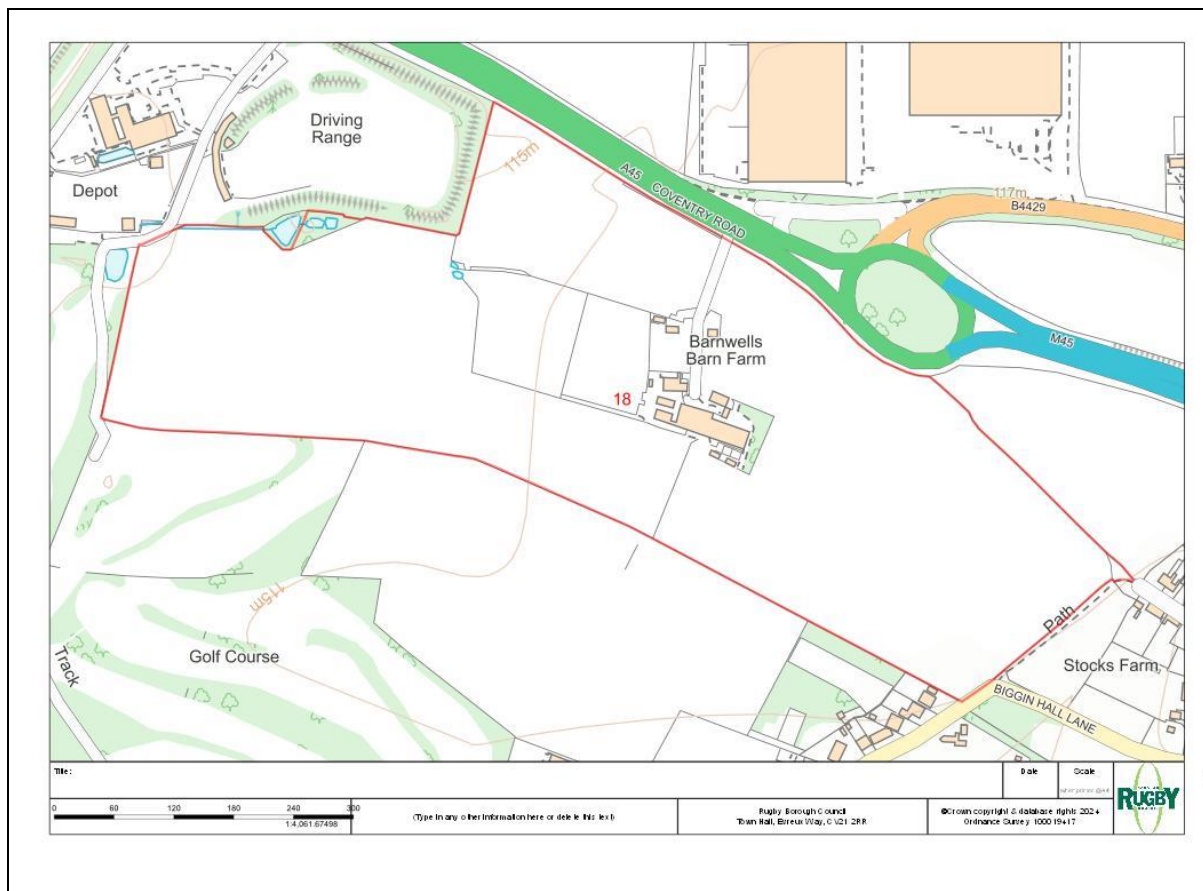 Driving
Range
Depot
115m
A45 COVENTRY ROAD
117m
B4429
M45
Barnwells
Barn Farm
18
115m
Golf Course
Track
Path
Stocks Farm
BIGGIN HALL LANE
Title:
Date
Scale
0 60 120 180 240 300
1:4,061.67498
(Type in any other information here or delete this text)
Rugby Borough Council
Town Hall, Evreux Way, CV21 2RR
©Crown copyright & database rights 2024
Ordnance Survey 100019417
RUGBY